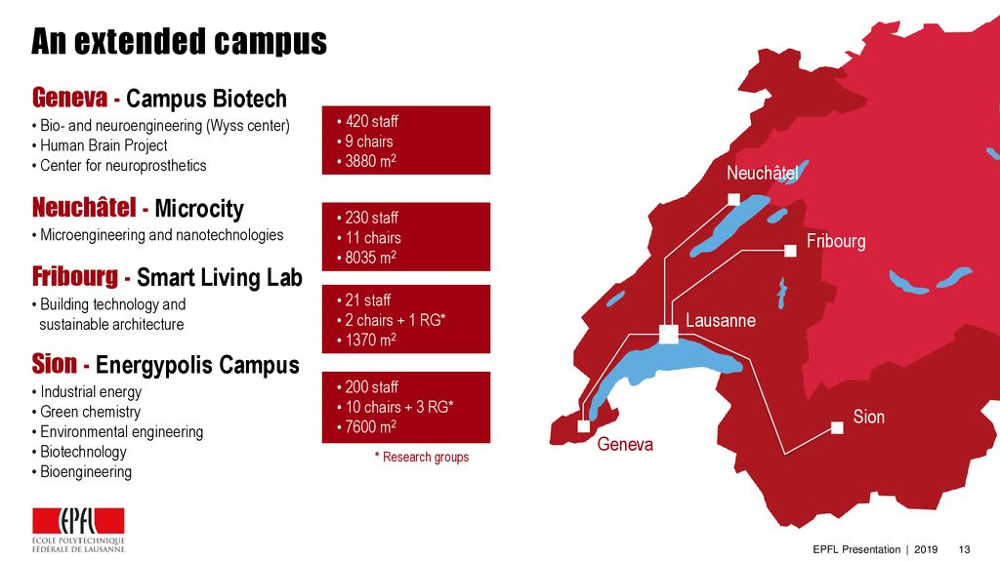 An extended campus
Geneva - Campus Biotech
• Bio- and neuroengineering (Wyss center)
• Human Brain Project
• Center for neuroprosthetics
• 420 staff
• 9 chairs
• 3880 m²
Neuchâtel - Microcity
• Microengineering and nanotechnologies
• 230 staff
• 11 chairs
• 8035 m²
Fribourg - Smart Living Lab
• Building technology and
sustainable architecture
• 21 staff
• 2 chairs + 1 RG*
• 1370 m²
Sion - Energypolis Campus
• Industrial energy
• Green chemistry
• Environmental engineering
• Biotechnology
• Bioengineering
• 200 staff
• 10 chairs + 3 RG*
• 7600 m²
* Research groups
Neuchâtel
Fribourg
Lausanne
Sion
Geneva
EPFL
ÉCOLE POLYTECHNIQUE
FÉDÉRALE DE LAUSANNE
EPFL Presentation | 2019 13